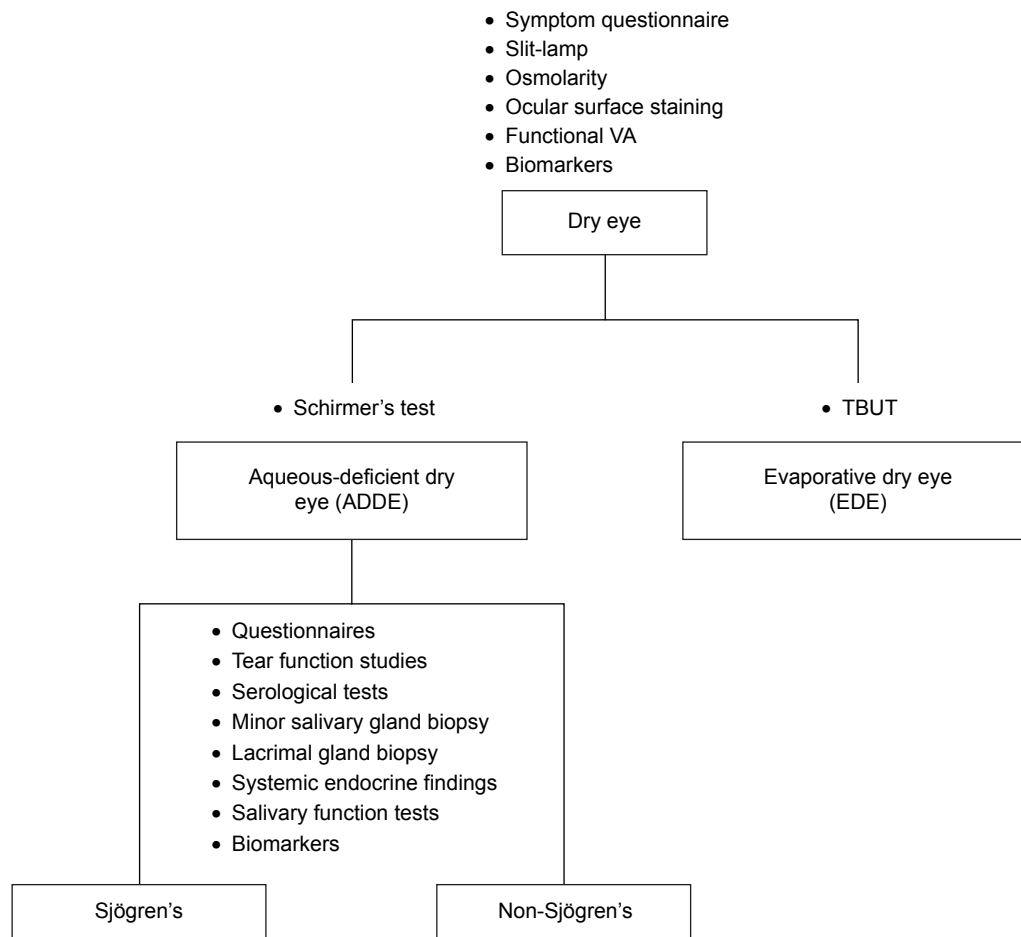 • Symptom questionnaire
• Slit-lamp
• Osmolarity
• Ocular surface staining
• Functional VA
• Biomarkers
Dry eye
• Schirmer’s test
• TBUT
Aqueous-deficient dry
eye (ADDE)
Evaporative dry eye
(EDE)
• Questionnaires
• Tear function studies
• Serological tests
• Minor salivary gland biopsy
• Lacrimal gland biopsy
• Systemic endocrine findings
• Salivary function tests
• Biomarkers
Sjögren’s
Non-Sjögren’s